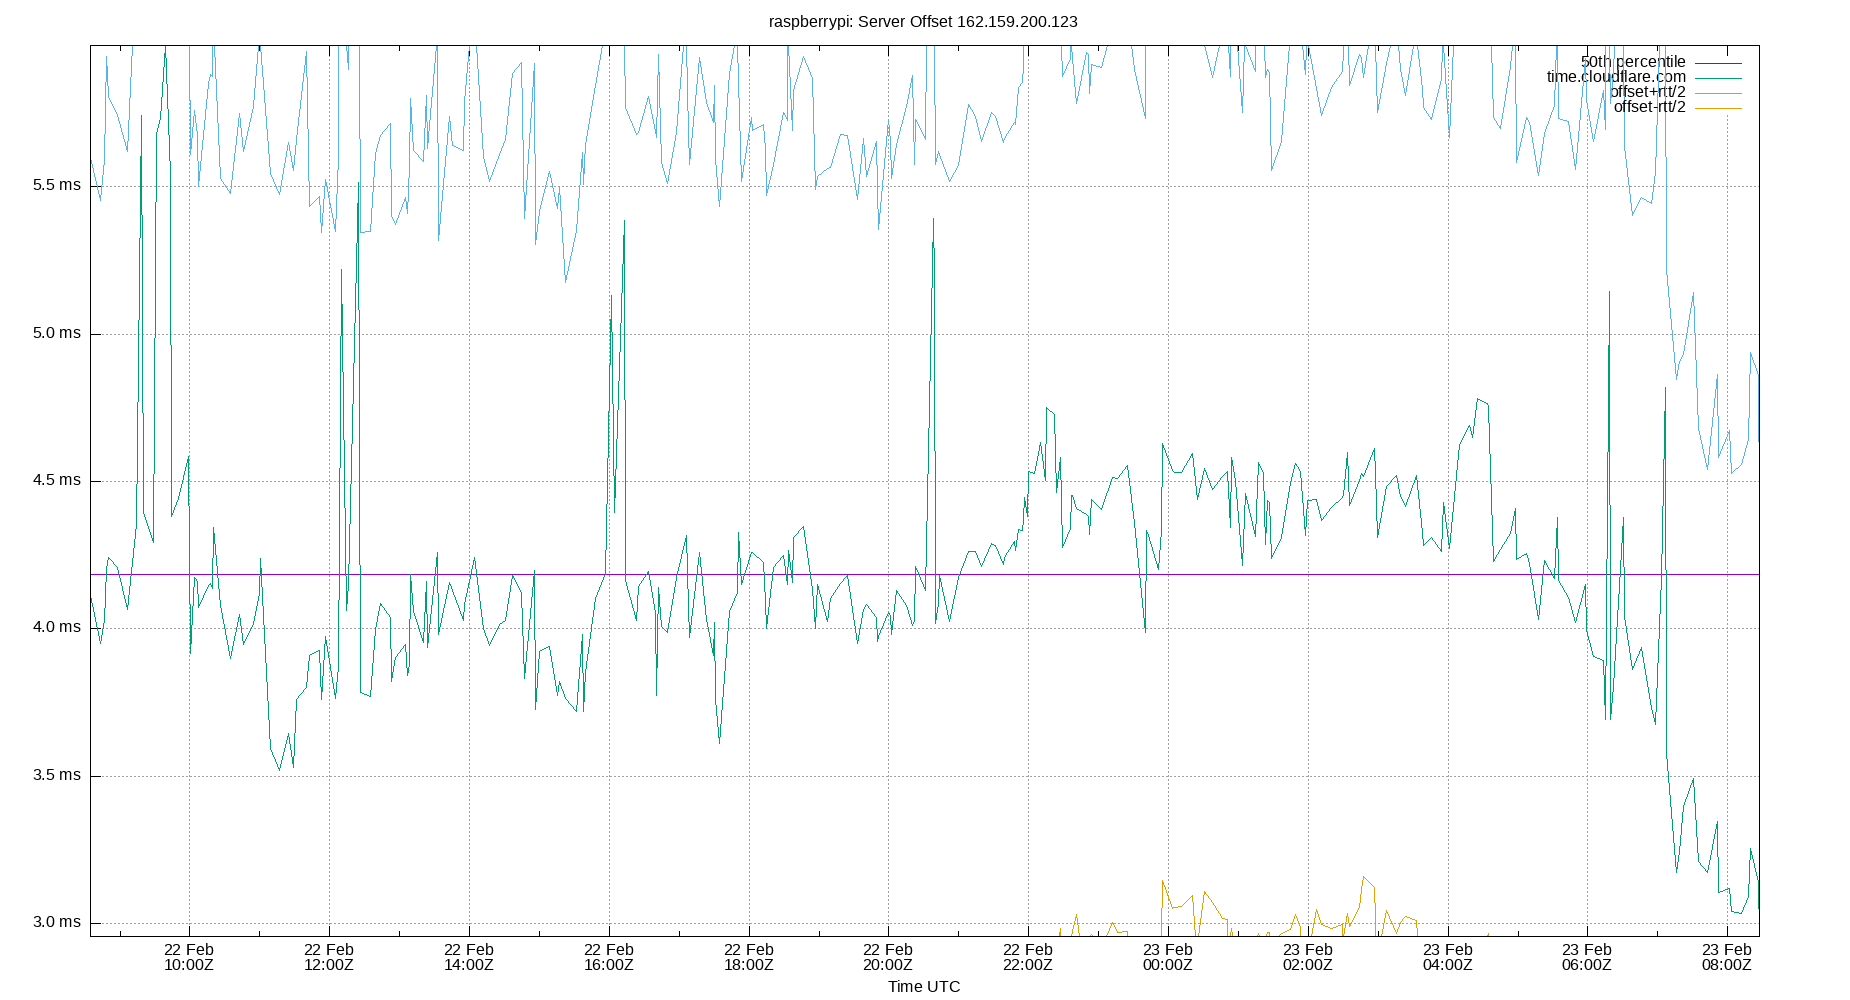 raspberrypi: Server Offset 162.159.200.123
50th percentile
time.cloudflare.com
offset+rtt/2
offset-rtt/2
5.5 ms
5.0 ms
4.5 ms
4.0 ms
3.5 ms
3.0 ms
22 Feb 22 Feb 22 Feb 22 Feb 22 Feb 22 Feb 22 Feb 23 Feb 23 Feb 23 Feb 23 Feb 23 Feb
10:00Z 12:00Z 14:00Z 16:00Z 18:00Z 20:00Z 22:00Z 00:00Z 02:00Z 04:00Z 06:00Z 08:00Z
Time UTC